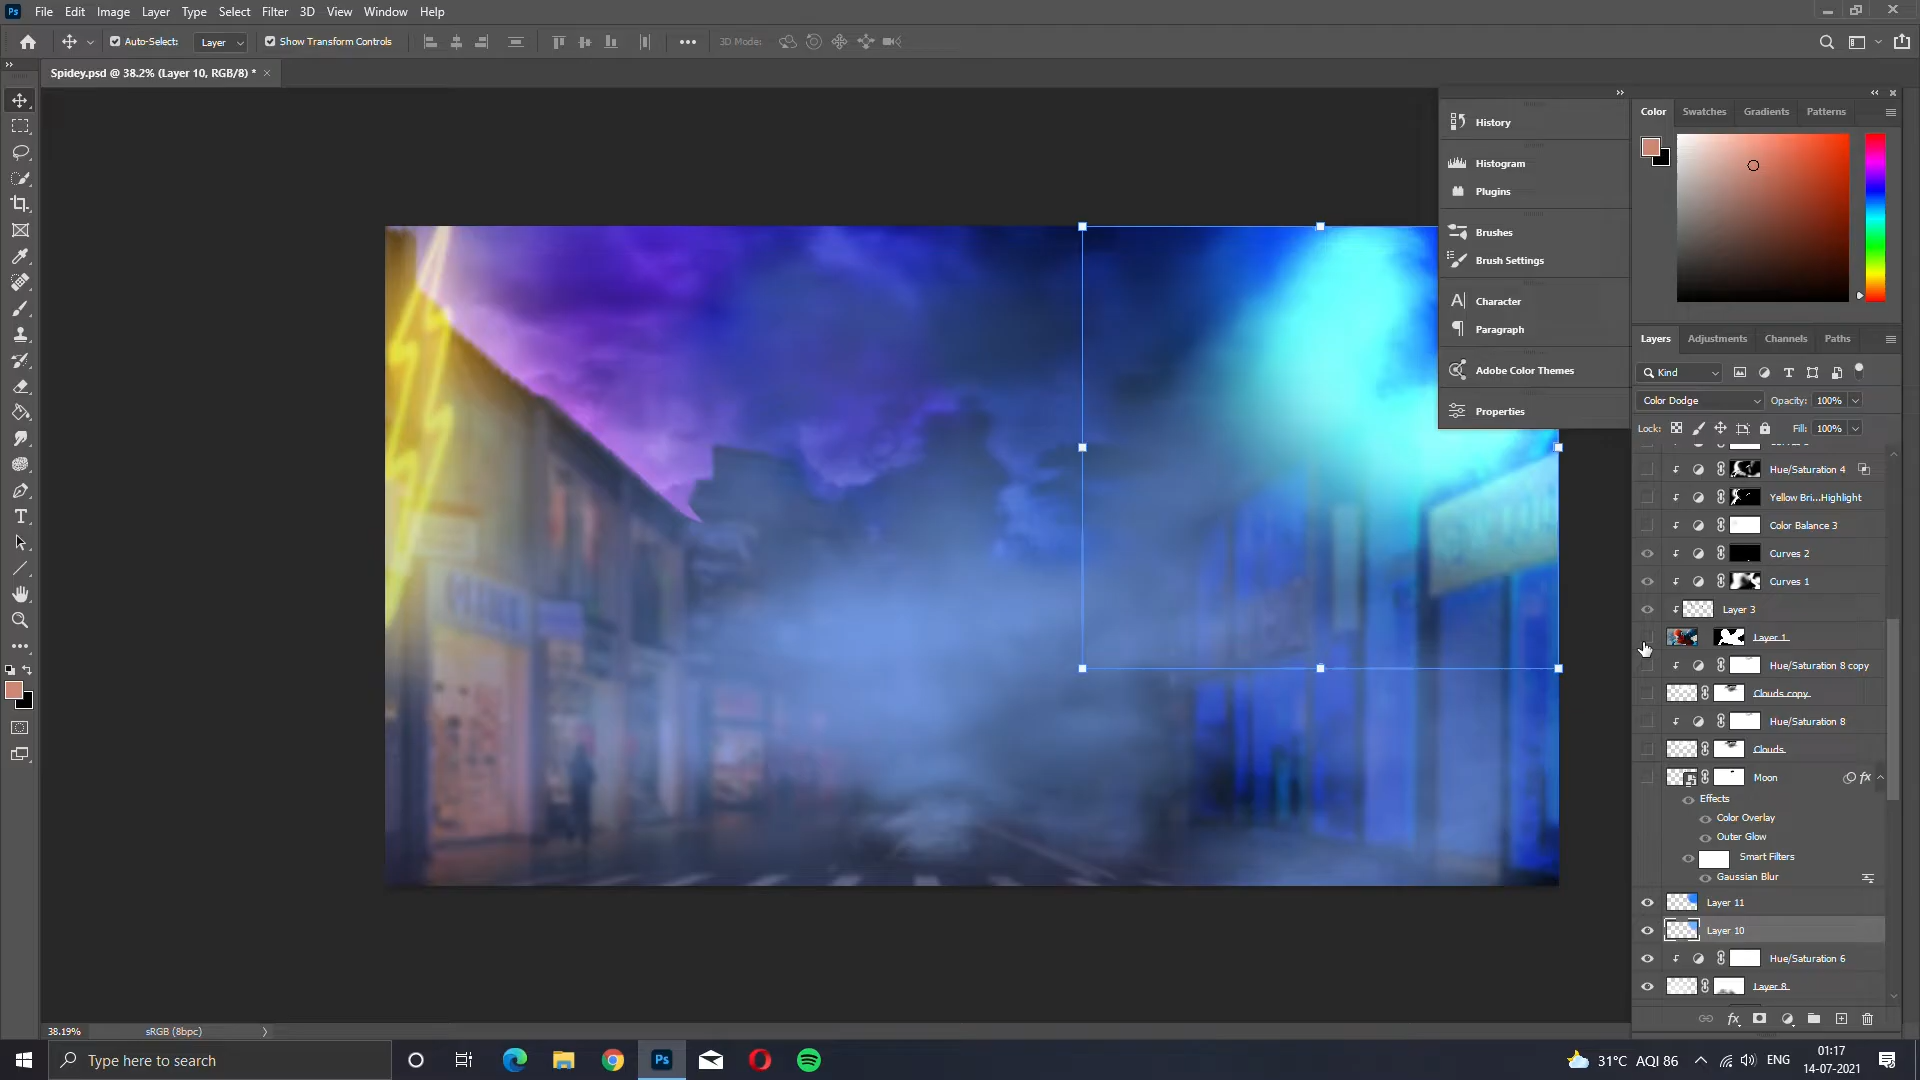 Ps File Edit Image Layer Type Select Filter 3D View Window Help
Auto-Select: Layer Show Transform Controls 3D Mode:
Spidey.psd @ 38.2% (Layer 10, RGB/8) *
History
Histogram
Plugins
Brushes
Brush Settings
Character
Paragraph
Adobe Color Themes
Properties
Color Swatches Gradients Patterns
Layers Adjustments Channels Paths
Kind
Color Dodge Opacity: 100%
Lock: Fill: 100%
Hue/Saturation 4
Yellow Bri...Highlight
Color Balance 3
Curves 2
Curves 1
Layer 3
Layer 1
Hue/Saturation 8 copy
Clouds copy
Hue/Saturation 8
Clouds
Moon fx
Effects
Color Overlay
Outer Glow
Smart Filters
Gaussian Blur
Layer 11
Layer 10
Hue/Saturation 6
Layer 8
fx
38.19% sRGB (8bpc)
Type here to search
Ps
31°C AQI 86 ENG
01:17
14-07-2021